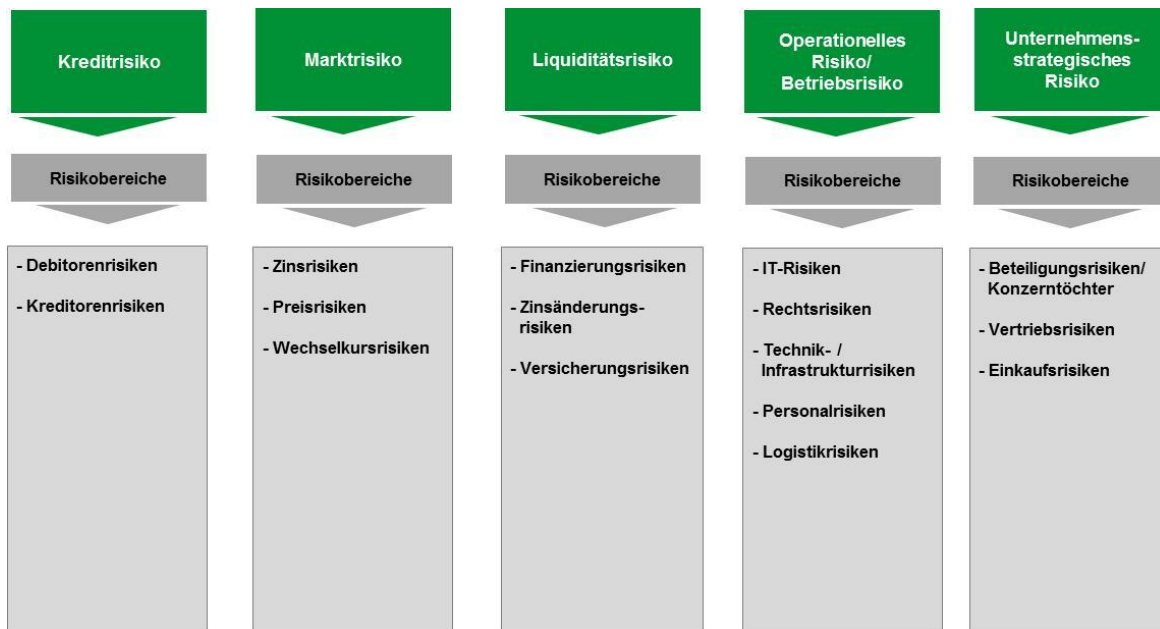 Kreditrisiko
Risikobereiche
- Debitorenrisiken
- Kreditorenrisiken
Marktrisiko
Risikobereiche
- Zinsrisiken
- Preisrisiken
- Wechselkursrisiken
Liquiditätsrisiko
Risikobereiche
- Finanzierungsrisiken
- Zinsänderungs-
risiken
- Versicherungsrisiken
Operationelles
Risiko/
Betriebsrisiko
Risikobereiche
- IT-Risiken
- Rechtsrisiken
- Technik- /
Infrastrukturrisiken
- Personalrisiken
- Logistikrisiken
Unternehmens-
strategisches
Risiko
Risikobereiche
- Beteiligungsrisiken/
Konzerntöchter
- Vertriebsrisiken
- Einkaufsrisiken